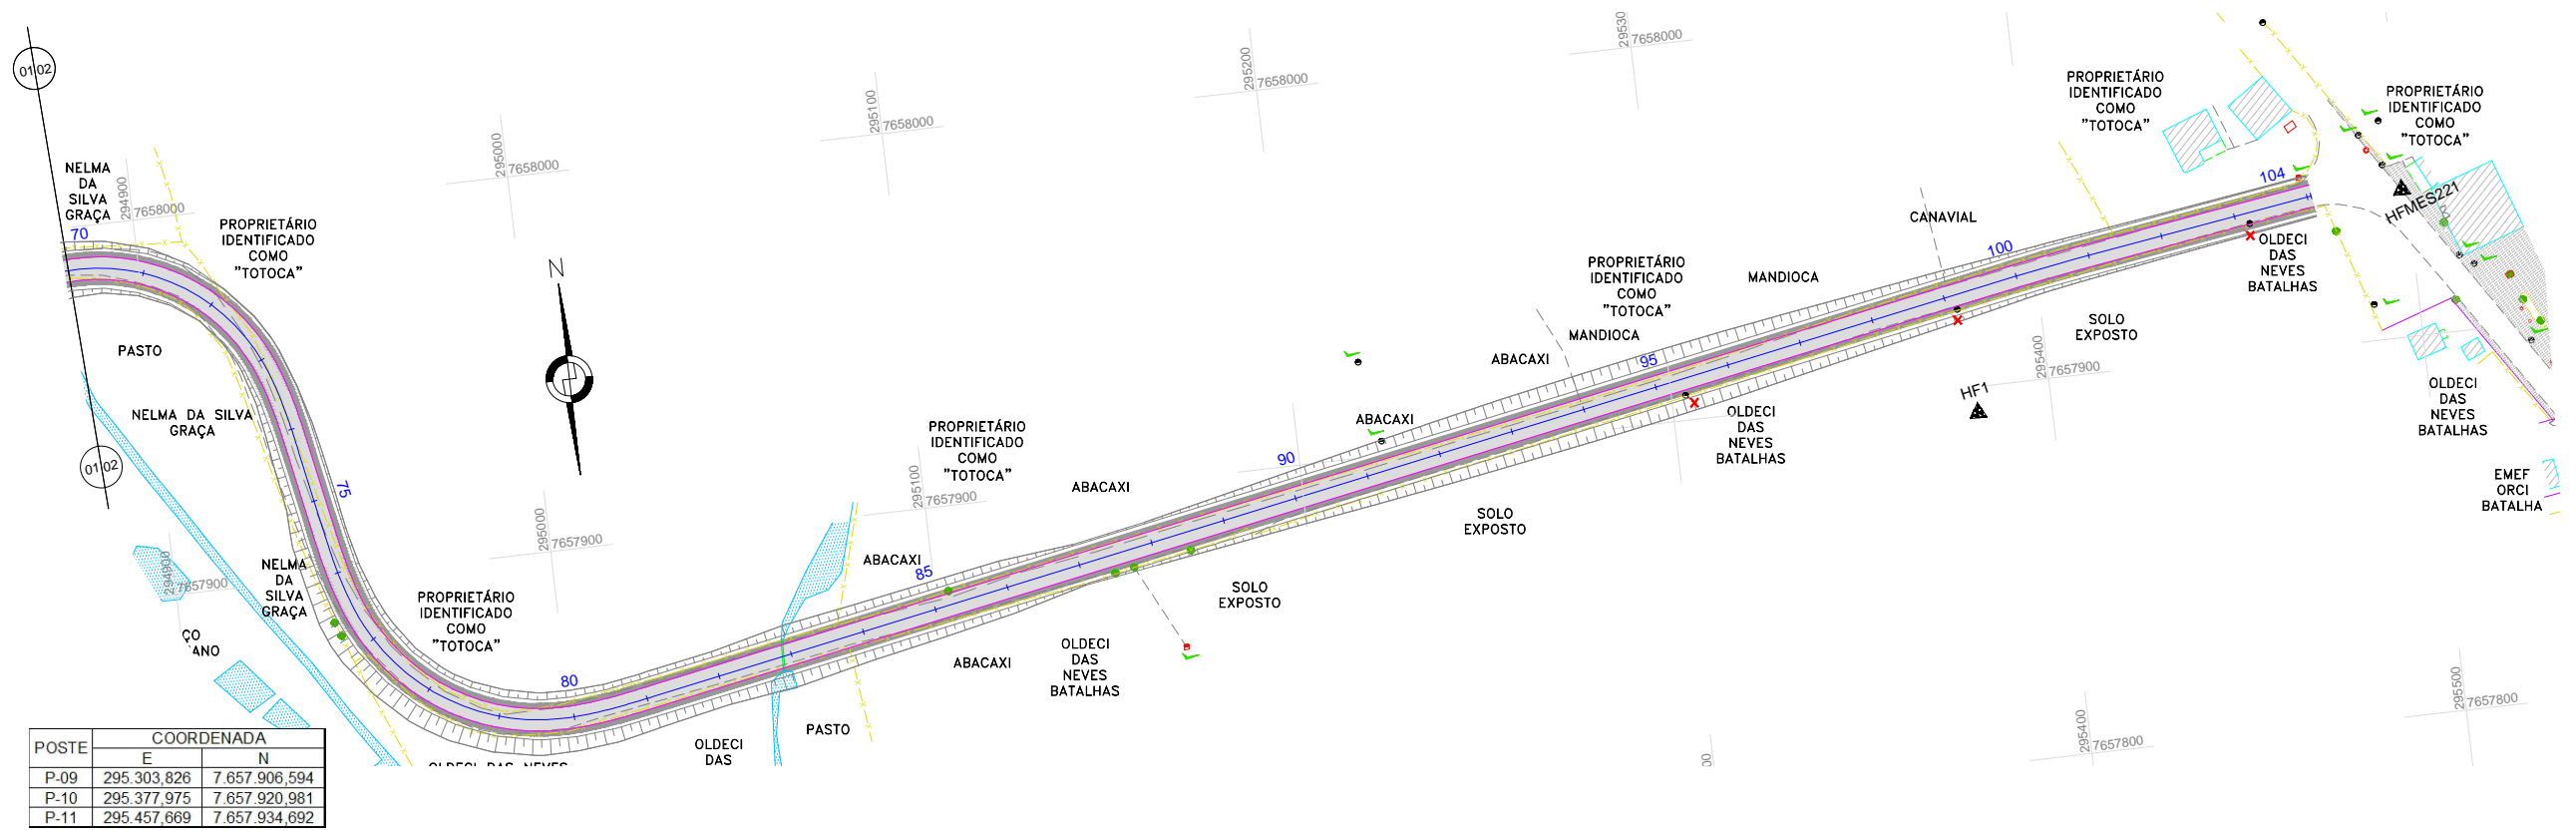 01 02
NELMA
DA
SILVA
GRAÇA
294900
7658000
70
PROPRIETÁRIO
IDENTIFICADO
COMO
"TOTOCA"
PASTO
NELMA DA SILVA
GRAÇA
01 02
75
294900
7657900
NELMA
DA
SILVA
GRAÇA
ÇO
ANO
PROPRIETÁRIO
IDENTIFICADO
COMO
"TOTOCA"
295000
7658000
N
295000
7657900
80
OLDECI
DAS
PASTO
295100
7658000
PROPRIETÁRIO
IDENTIFICADO
COMO
"TOTOCA"
295100
7657900
ABACAXI
85
ABACAXI
ABACAXI
OLDECI
DAS
NEVES
BATALHAS
SOLO
EXPOSTO
295200
7658000
90
ABACAXI
ABACAXI
MANDIOCA
SOLO
EXPOSTO
29530
7658000
PROPRIETÁRIO
IDENTIFICADO
COMO
"TOTOCA"
95
MANDIOCA
OLDECI
DAS
NEVES
BATALHAS
CANAVIAL
100
HF1
295400
7657900
SOLO
EXPOSTO
PROPRIETÁRIO
IDENTIFICADO
COMO
"TOTOCA"
104
OLDECI
DAS
NEVES
BATALHAS
PROPRIETÁRIO
IDENTIFICADO
COMO
"TOTOCA"
HFMES221
OLDECI
DAS
NEVES
BATALHAS
EMEF
ORCI
BATALHA
295400
7657800
295500
7657800
POSTE COORDENADA
E N
P-09 295.303,826 7.657.906,594
P-10 295.377,975 7.657.920,981
P-11 295.457,669 7.657.934,692